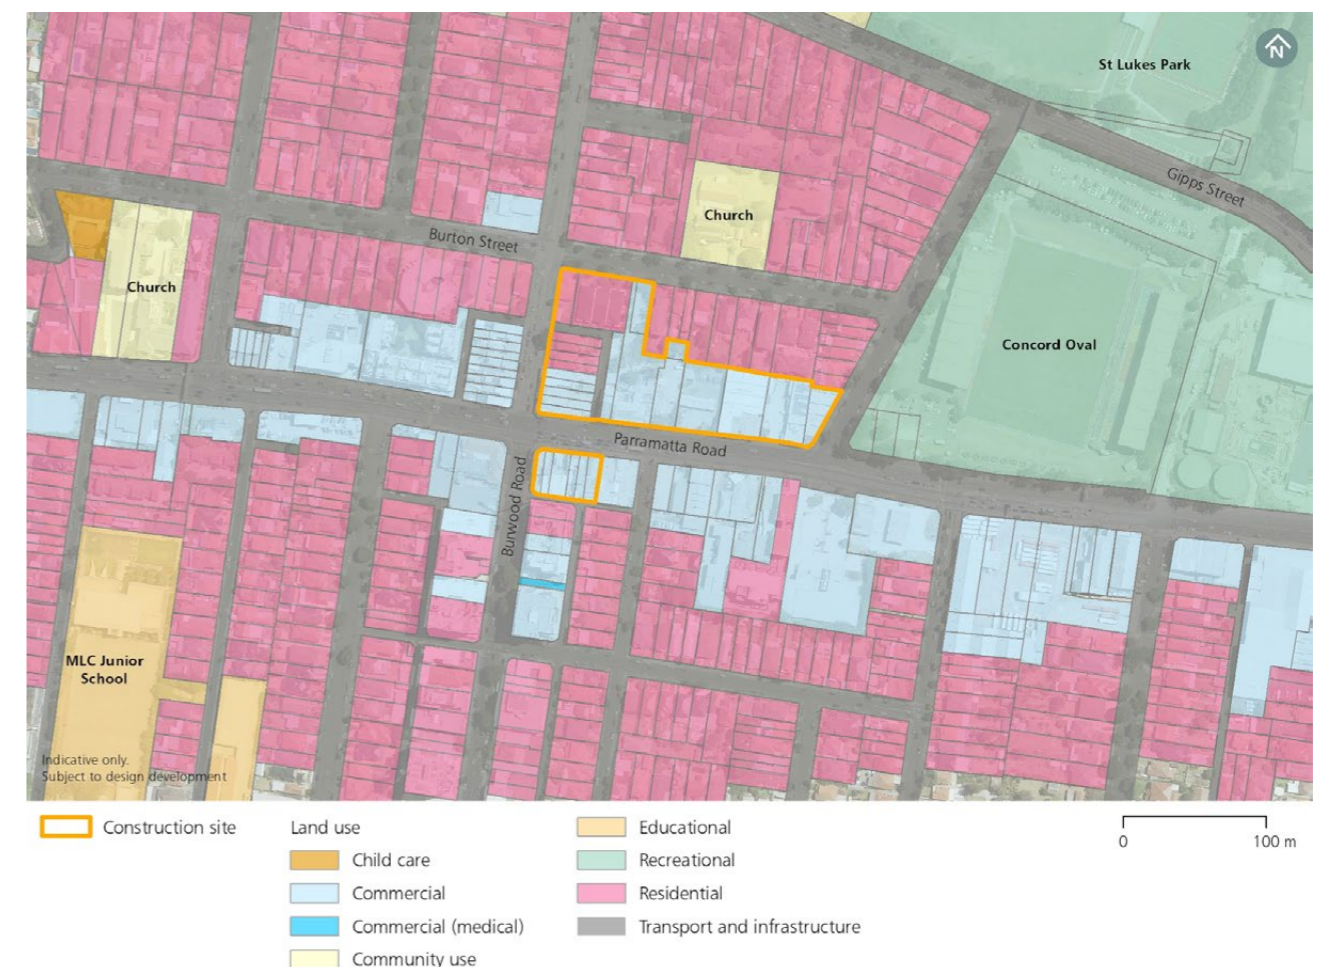 St Lukes Park
N
Gipps Street
Church
Burton Street
Church
Concord Oval
Parramatta Road
Burwood Road
MLC Junior
School
Indicative only.
Subject to design development
Construction site
Land use
Child care
Commercial
Commercial (medical)
Community use
Educational
Recreational
Residential
Transport and infrastructure
0
100 m